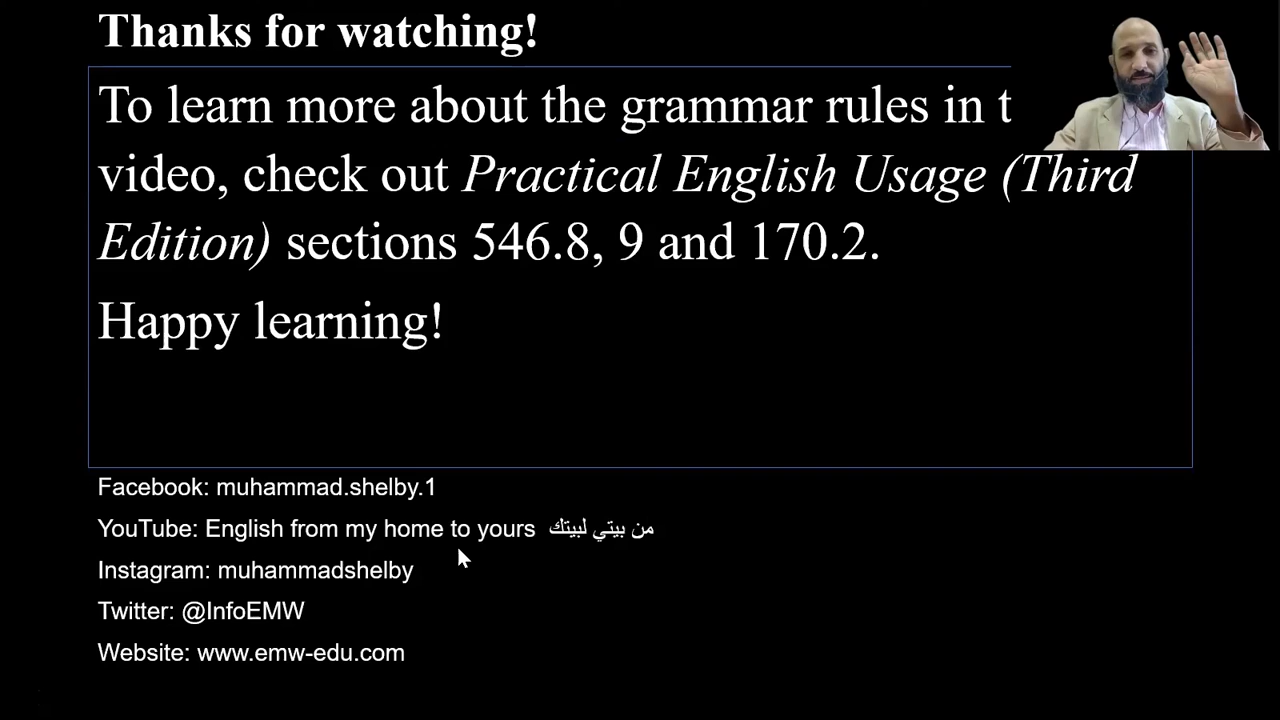 Thanks for watching!
To learn more about the grammar rules in t
video, check out Practical English Usage (Third
Edition) sections 546.8, 9 and 170.2.
Happy learning!
Facebook: muhammad.shelby.1
YouTube: English from my home to yours من بيتي لبيتك
Instagram: muhammadshelby
Twitter: @InfoEMW
Website: www.emw-edu.com